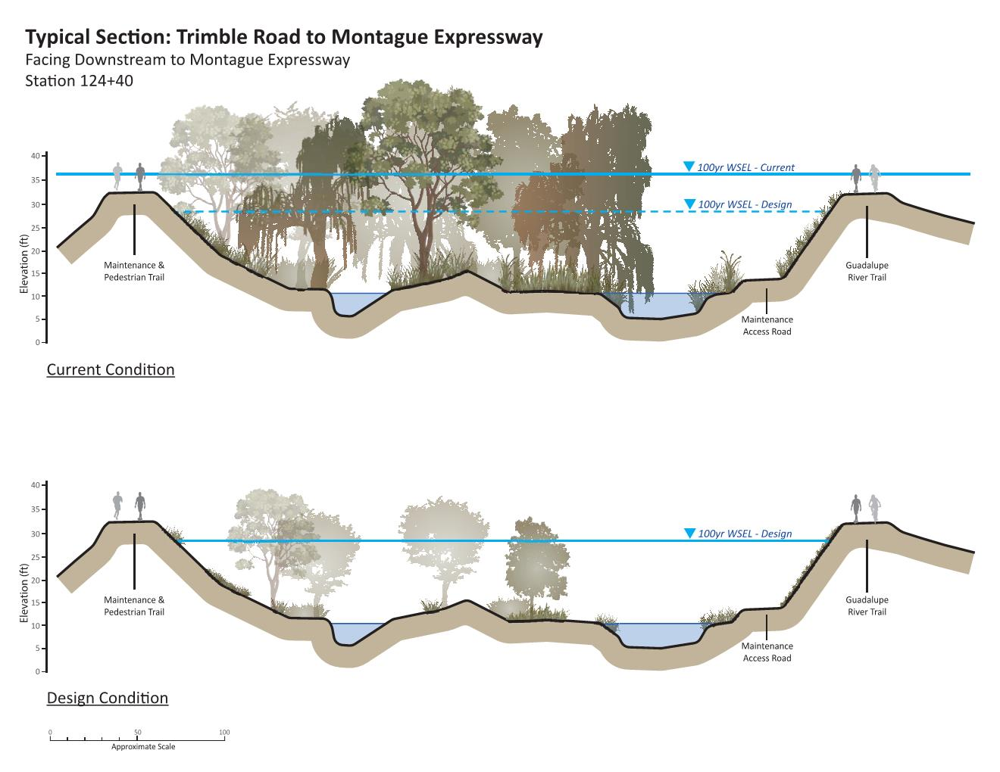 Typical Section: Trimble Road to Montague Expressway
Facing Downstream to Montague Expressway
Station 124+40
Elevation (ft)
40
35
30
25
20
15
10
5
0
100yr WSEL - Current
100yr WSEL - Design
Maintenance &
Pedestrian Trail
Guadalupe
River Trail
Maintenance
Access Road
Current Condition
Elevation (ft)
40
35
30
25
20
15
10
5
0
100yr WSEL - Design
Maintenance &
Pedestrian Trail
Guadalupe
River Trail
Maintenance
Access Road
Design Condition
0 50 100
Approximate Scale